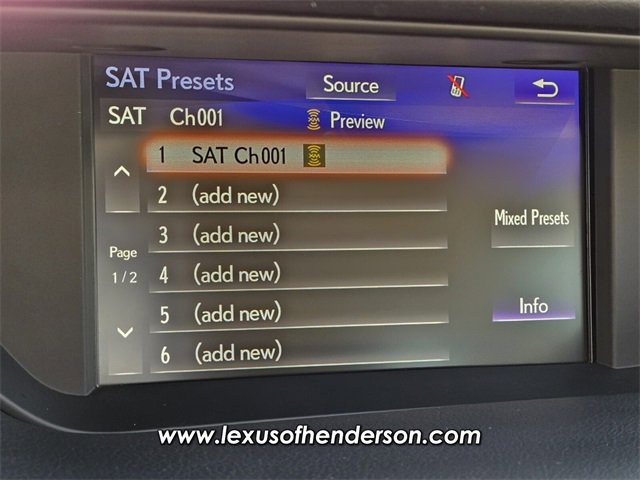 SAT Presets Source
SAT Ch001 Preview
1 SAT Ch001
2 (add new)
3 (add new)
Mixed Presets
Page
1/2
4 (add new)
5 (add new)
Info
6 (add new)
www.lexusofhenderson.com